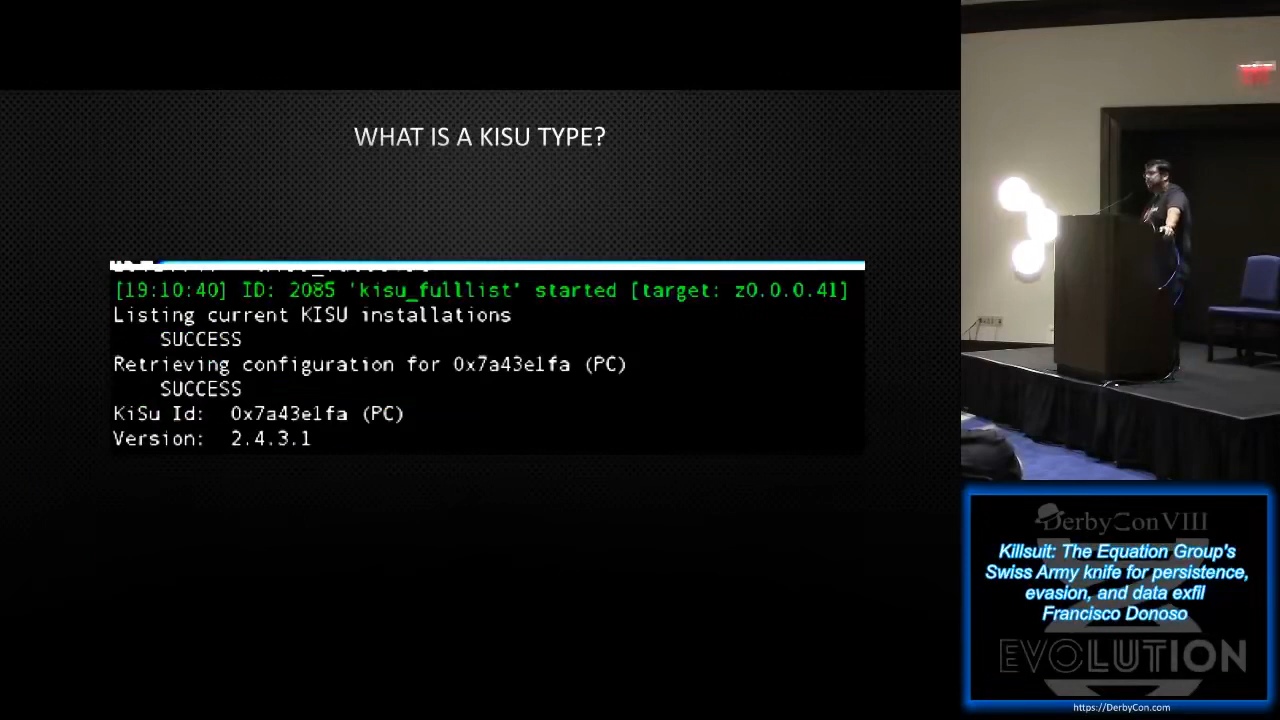 WHAT IS A KISU TYPE?
[19:10:40] ID: 2085 'kisu_fulllist' started [target: z0.0.0.41]
Listing current KISU installations
SUCCESS
Retrieving configuration for 0x7a43e1fa (PC)
SUCCESS
KiSu Id: 0x7a43e1fa (PC)
Version: 2.4.3.1
DerbyCon VIII
Killsuit: The Equation Group's
Swiss Army knife for persistence,
evasion, and data exfil
Francisco Donoso
EVOLUTION
https://DerbyCon.com